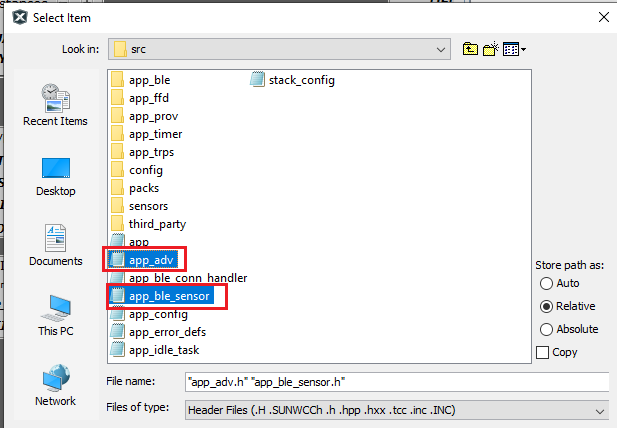 Select Item
Look in: src
Recent Items
Desktop
Documents
This PC
Network
app_ble
app_ffd
app_prov
app_timer
app_trps
config
packs
sensors
third_party
app
app_adv
app_ble_conn_handler
app_ble_sensor
app_config
app_error_defs
app_idle_task
stack_config
Store path as:
Auto
Relative
Absolute
Copy
File name: "app_adv.h" "app_ble_sensor.h"
Files of type: Header Files (.H .SUNWCCh .h .hpp .hxx .tcc .inc .INC)